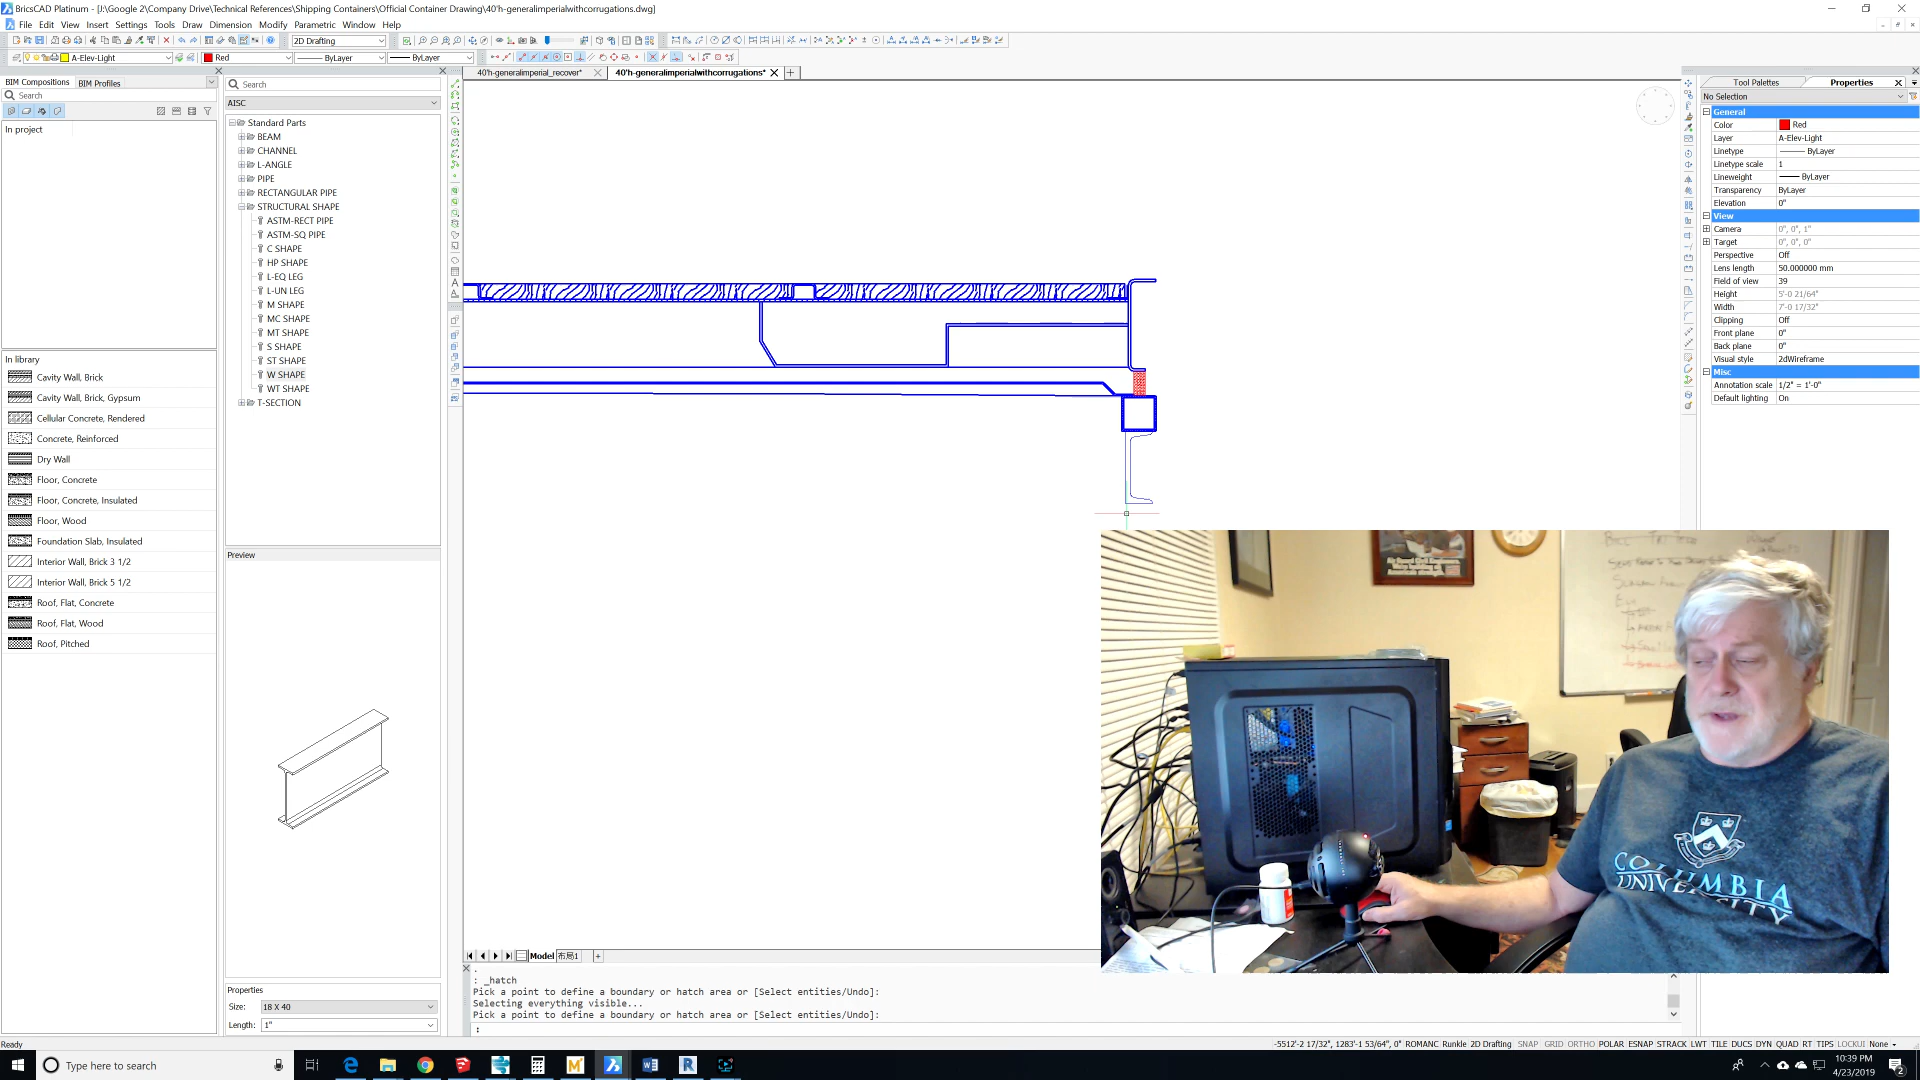 BricsCAD Platinum - [J:\Google 2\Company Drive\Technical References\Shipping Containers\Official Container Drawing\40'h-generalimperialwithcorrugations.dwg]
File Edit View Insert Settings Tools Draw Dimension Modify Parametric Window Help
2D Drafting
A-Elev-Light
Red
ByLayer
ByLayer
BIM Compositions
BIM Profiles
Search
In project
In library
Cavity Wall, Brick
Cavity Wall, Brick, Gypsum
Cellular Concrete, Rendered
Concrete, Reinforced
Dry Wall
Floor, Concrete
Floor, Concrete, Insulated
Floor, Wood
Foundation Slab, Insulated
Interior Wall, Brick 3 1/2
Interior Wall, Brick 5 1/2
Roof, Flat, Concrete
Roof, Flat, Wood
Roof, Pitched
Search
AISC
Standard Parts
BEAM
CHANNEL
L-ANGLE
PIPE
RECTANGULAR PIPE
STRUCTURAL SHAPE
ASTM-RECT PIPE
ASTM-SQ PIPE
C SHAPE
HP SHAPE
L-EQ LEG
L-UN LEG
M SHAPE
MC SHAPE
MT SHAPE
S SHAPE
ST SHAPE
W SHAPE
WT SHAPE
T-SECTION
Preview
Properties
Size: 18 X 40
Length: 1"
40'h-generalimperial_recover*
40'h-generalimperialwithcorrugations*
Tool Palettes
Properties
No Selection
General
Color Red
Layer A-Elev-Light
Linetype ByLayer
Linetype scale 1
Lineweight ByLayer
Transparency ByLayer
Elevation 0"
View
Camera 0", 0", 1"
Target 0", 0", 0"
Perspective Off
Lens length 50.000000 mm
Field of view 39
Height 5'-0 21/64"
Width 7'-0 17/32"
Clipping Off
Front plane 0"
Back plane 0"
Visual style 2dWireframe
Misc
Annotation scale 1/2" = 1'-0"
Default lighting On
COLUMBIA
UNIVERSITY
Model 布局1
: _hatch
Pick a point to define a boundary or hatch area or [Select entities/Undo]:
Selecting everything visible...
Pick a point to define a boundary or hatch area or [Select entities/Undo]:
:
Ready
-5512'-2 17/32", 1283'-1 53/64", 0" ROMANC Runkle 2D Drafting SNAP GRID ORTHO POLAR ESNAP STRACK LWT TILE DUCS DYN QUAD RT TIPS LOCKUI None
Type here to search
10:39 PM
4/23/2019